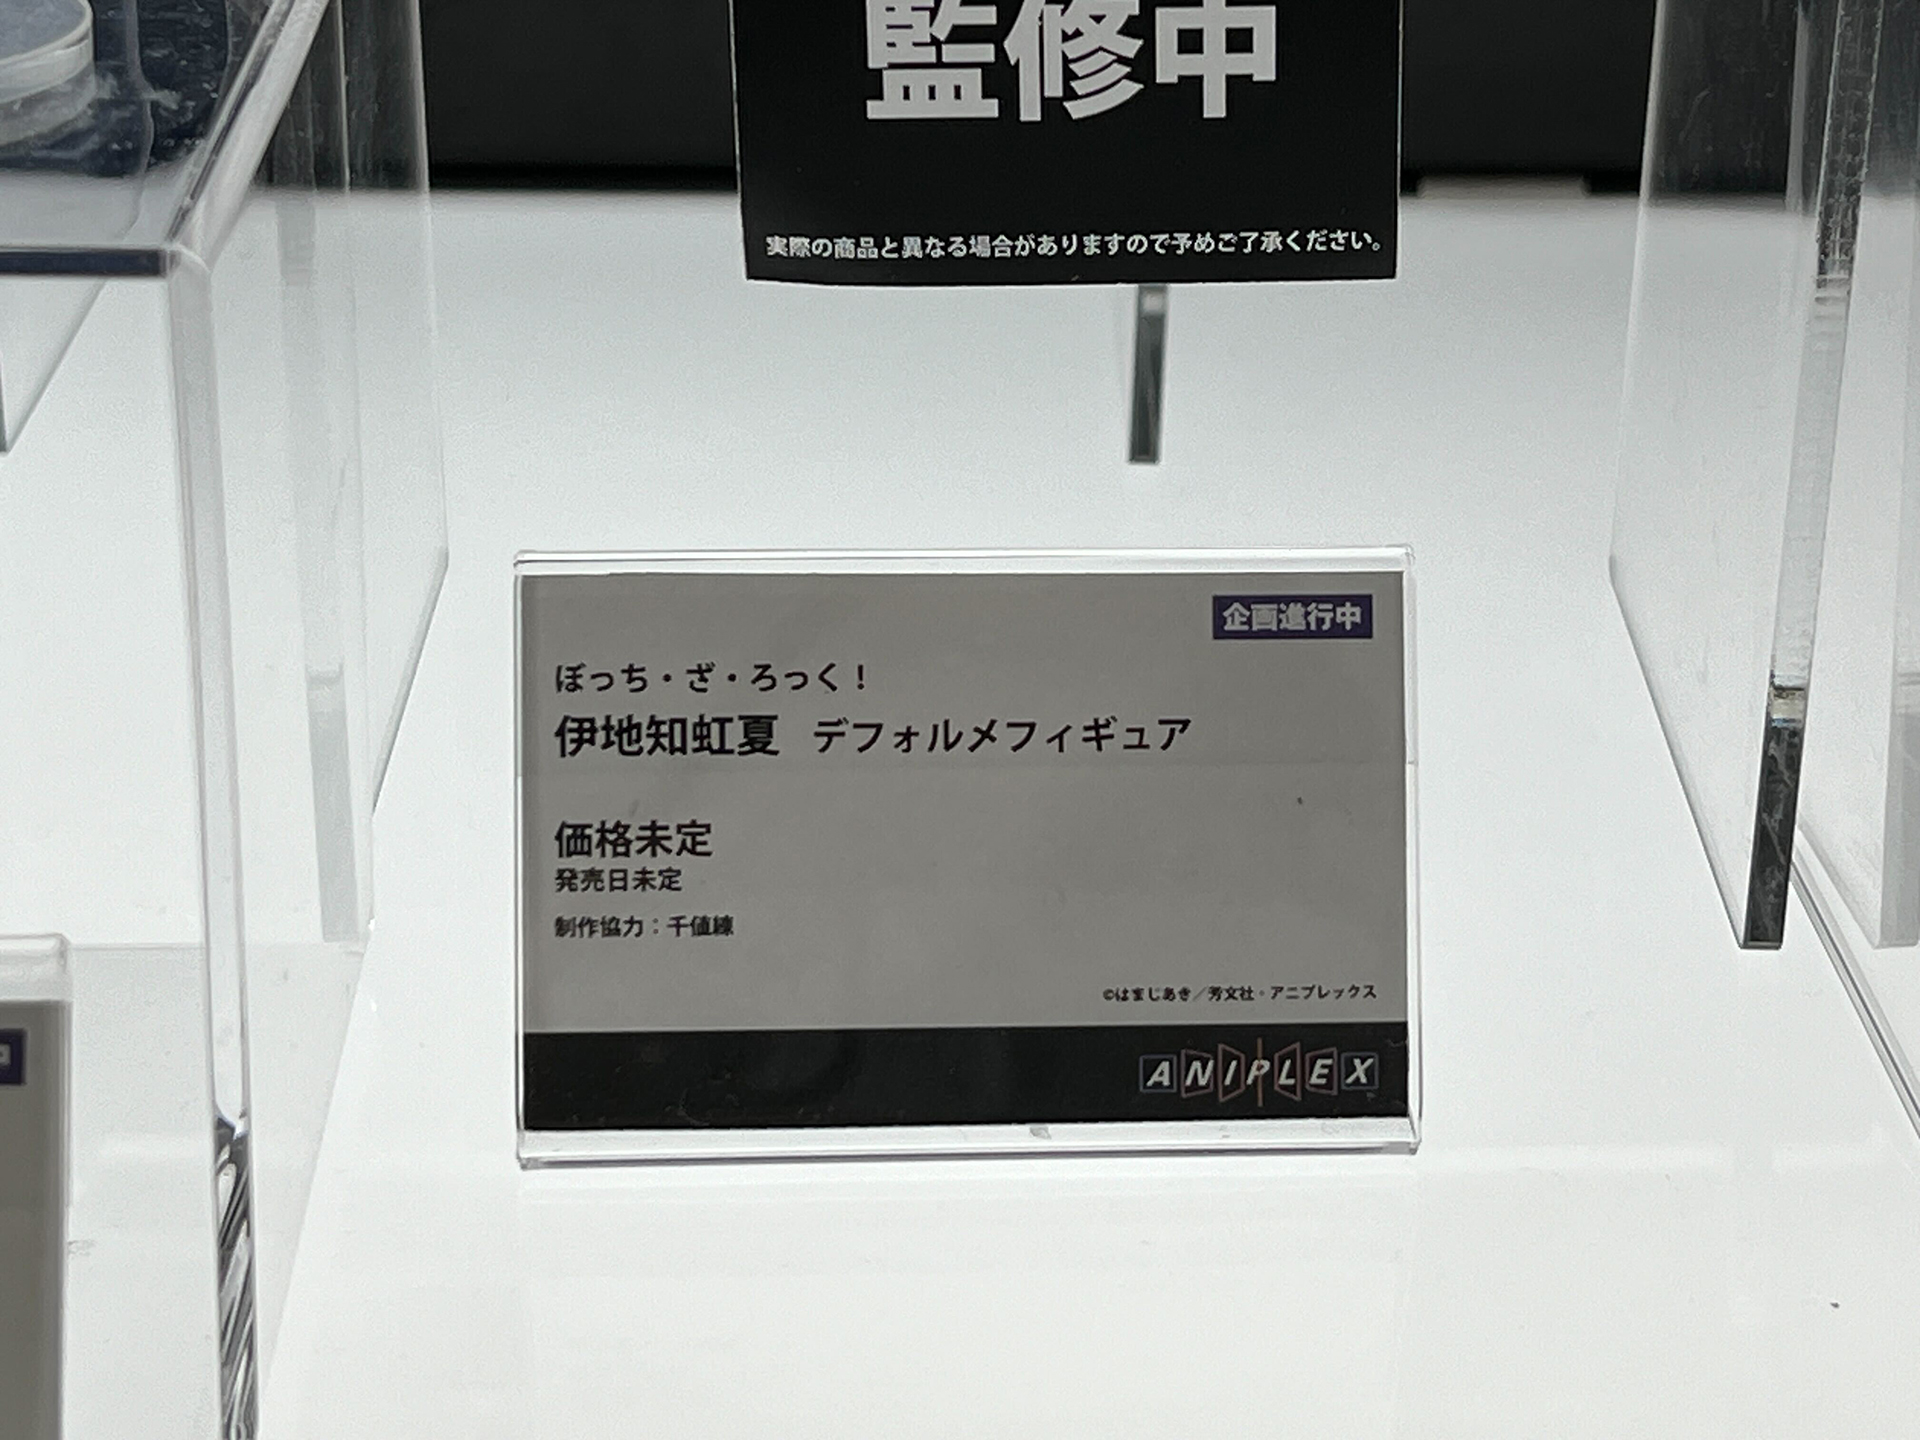 監修中
実際の商品と異なる場合がありますので予めご了承ください。
企画進行中
ぼっち・ざ・ろっく!
伊地知虹夏 デフォルメフィギュア
価格未定
発売日未定
制作協力:千値練
©はまじあき/芳文社・アニプレックス
ANIPLEX
中